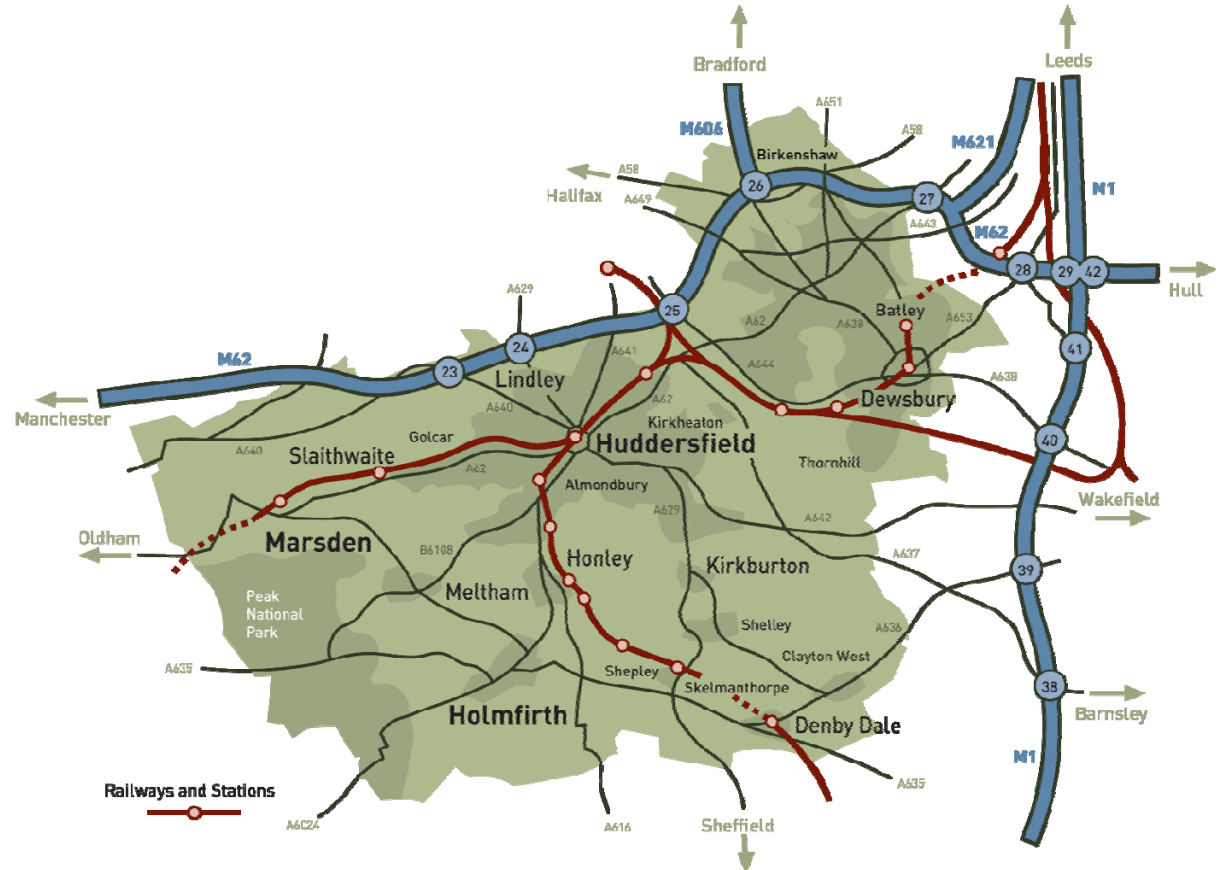 Bradford
Leeds
A651
M606
A58
M621
Birkenshaw
A58
Halifax
26
27
M1
A649
A643
M62
28
29
42
Hull
A629
25
Batley
A653
A62
A638
M62
24
A641
41
23
Lindley
A644
A638
Manchester
A640
A62
Dewsbury
Golcar
Kirkheaton
Huddersfield
40
A640
Slaithwaite
A62
Thornhill
Almondbury
Wakefield
A629
A642
Oldham
Marsden
B6108
A637
Honley
Kirkburton
39
Meltham
Peak
National
Park
Shelley
A636
Clayton West
A635
Shepley
Skelmanthorpe
38
Barnsley
Holmfirth
Denby Dale
M1
A635
Railways and Stations
A6024
A616
Sheffield